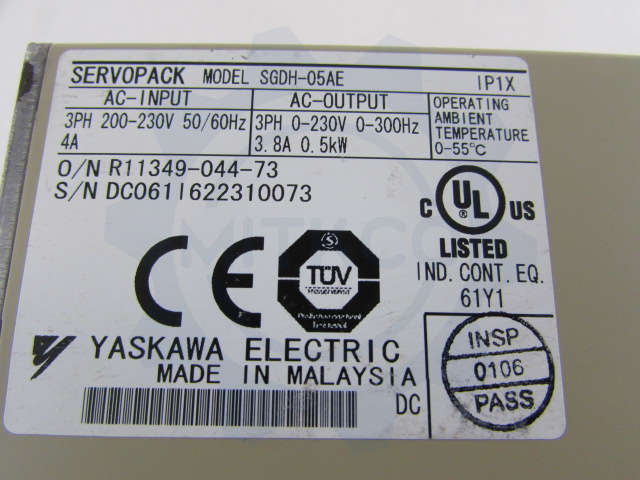 SERVOPACK MODEL SGDH-05AE IP1X
AC-INPUT
3PH 200-230V 50/60Hz
4A
AC-OUTPUT
3PH 0-230V 0-300Hz
3.8A 0.5kW
OPERATING
AMBIENT
TEMPERATURE
0-55℃
O/N R11349-044-73
S/N DC0611622310073
C UL US
®
LISTED
IND. CONT. EQ.
61Y1
CE
TÜV
YASKAWA ELECTRIC
MADE IN MALAYSIA
DC
INSP
0106
PASS
MITXCO